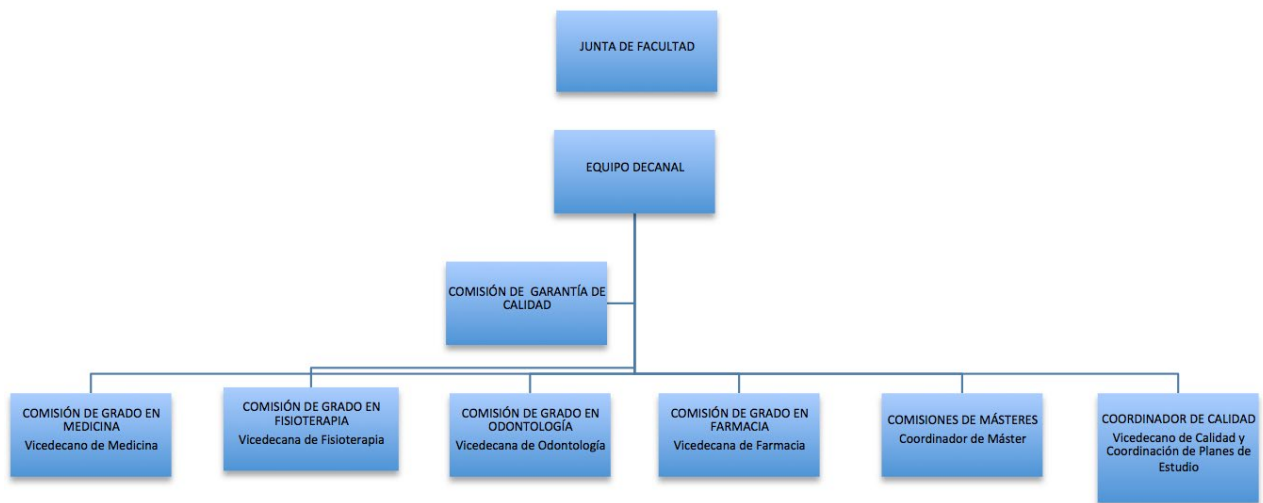 JUNTA DE FACULTAD
EQUIPO DECANAL
COMISIÓN DE GARANTÍA DE
CALIDAD
COMISIÓN DE GRADO EN
MEDICINA
Vicedecano de Medicina
COMISIÓN DE GRADO EN
FISIOTERAPIA
Vicedecana de Fisioterapia
COMISIÓN DE GRADO EN
ODONTOLOGÍA
Vicedecana de Odontología
COMISIÓN DE GRADO EN
FARMACIA
Vicedecana de Farmacia
COMISIONES DE MÁSTERES
Coordinador de Máster
COORDINADOR DE CALIDAD
Vicedecano de Calidad y
Coordinación de Planes de
Estudio